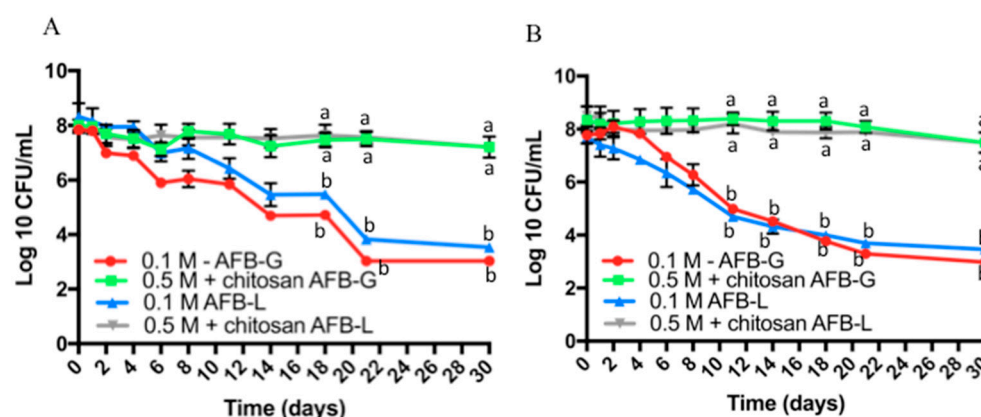 A
10
8
6
4
2
0
Log 10 CFU/mL
a a a
a a a
b b
b b
0.1 M - AFB-G
0.5 M + chitosan AFB-G
0.1 M AFB-L
0.5 M + chitosan AFB-L
0 2 4 6 8 10 12 14 16 18 20 22 24 26 28 30
Time (days)
B
10
8
6
4
2
0
Log 10 CFU/mL
a a a a a
a a a a
b b b b
b b b b
0.1 M - AFB-G
0.5 M + chitosan AFB-G
0.1 M AFB-L
0.5 M + chitosan AFB-L
0 2 4 6 8 10 12 14 16 18 20 22 24 26 28 30
Time (days)